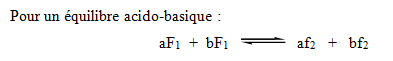 Pour un équilibre acido-basique :
aF₁ + bF₁ ⇌ af₂ + bf₂